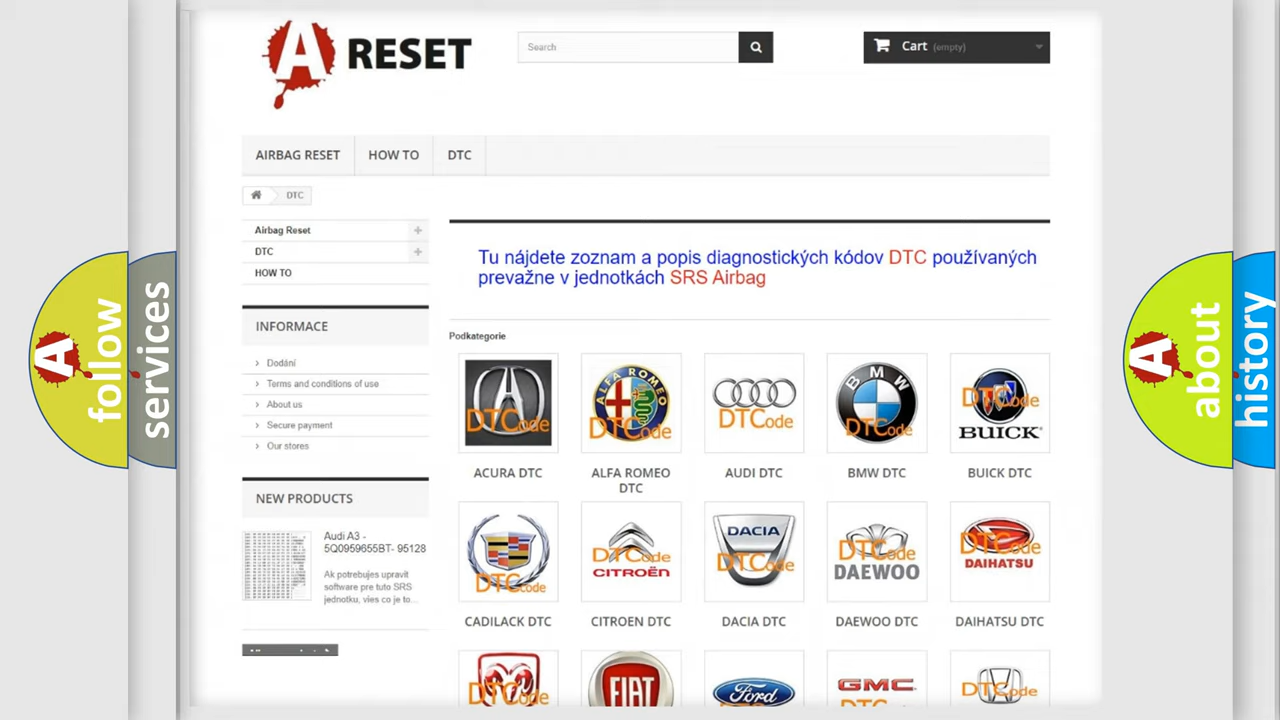 A RESET
Search
Cart (empty)
AIRBAG RESET
HOW TO
DTC
DTC
Airbag Reset
DTC
HOW TO
Tu nájdete zoznam a popis diagnostických kódov DTC používaných
prevažne v jednotkách SRS Airbag
INFORMACE
Dodání
Terms and conditions of use
About us
Secure payment
Our stores
NEW PRODUCTS
Audi A3 -
5Q0959655BT- 95128
Ak potrebujes upravit
software pre tuto SRS
jednotku, vies co je to...
Podkategorie
DTCode
ALFA ROMEO
DTCode
DTCode
BMW
DTCode
DTCode
BUICK
ACURA DTC
ALFA ROMEO
DTC
AUDI DTC
BMW DTC
BUICK DTC
DTCode
DTCode
CITROËN
DACIA
DTCode
DTCode
DAEWOO
DTCode
DAIHATSU
CADILACK DTC
CITROEN DTC
DACIA DTC
DAEWOO DTC
DAIHATSU DTC
DTCode
FIAT
Ford
GMC
DTCode
A follow
services
A about
history